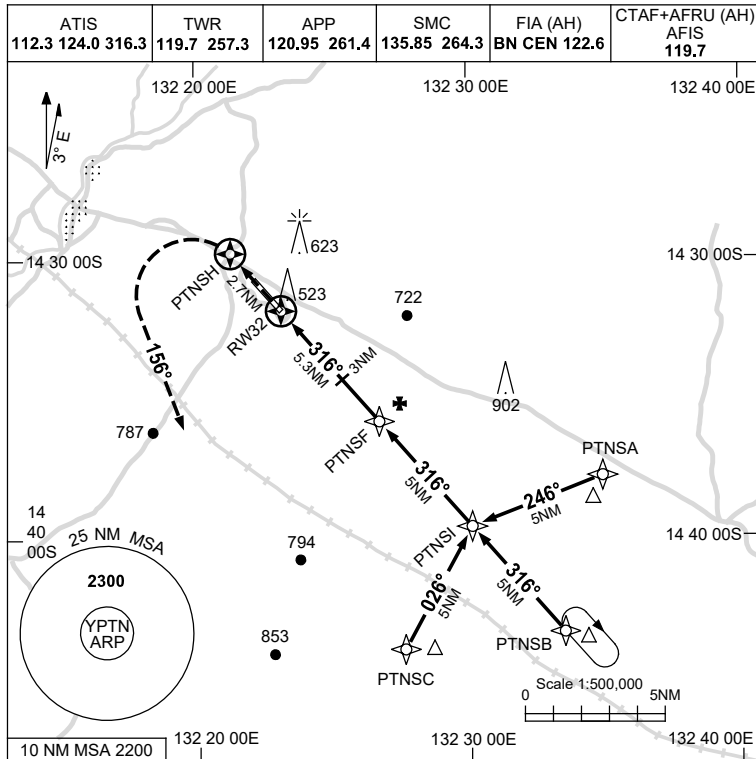 ATIS
112.3 124.0 316.3
TWR
119.7 257.3
APP
120.95 261.4
SMC
135.85 264.3
FIA (AH)
BN CEN 122.6
CTAF+AFRU (AH)
AFIS
119.7
132 20 00E
132 30 00E
132 40 00E
3° E
623
PTNSH
14 30 00S
14 30 00S
2.7NM
523
722
RW32
316°
5.3NM
3NM
156°
902
787
PTNSF
PTNSA
316°
5NM
246°
5NM
14
40
00S
25 NM MSA
PTNSI
14 40 00S
794
2300
026°
5NM
316°
5NM
YPTN
ARP
853
PTNSB
PTNSC
Scale 1:500,000
0
5NM
10 NM MSA 2200
132 20 00E
132 30 00E
132 40 00E